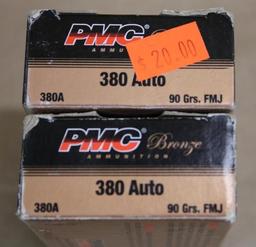 PMC
$ 20.00
AMMUNITION
380 Auto
380A 90 Grs. FMJ
PMC Bronze
AMMUNITION
380 Auto
380A 90 Grs. FMJ